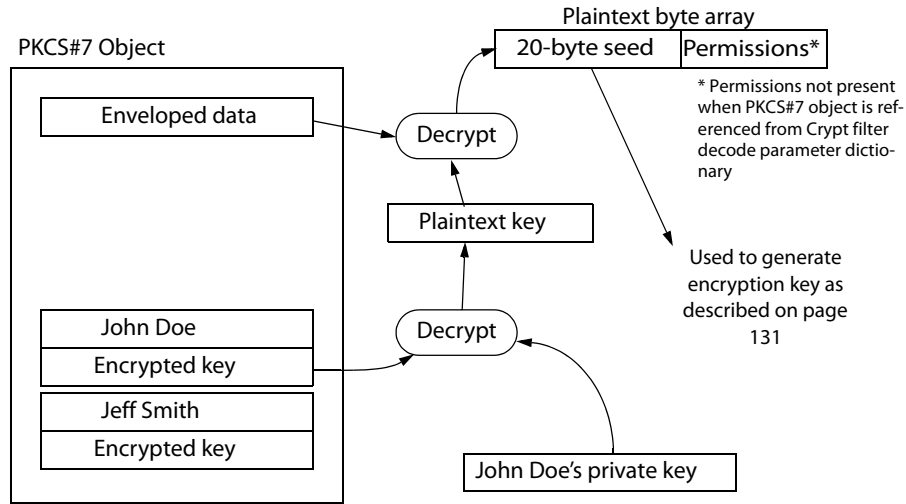 Plaintext byte array
PKCS#7 Object
20-byte seed
Permissions*
* Permissions not present
when PKCS#7 object is ref-
erenced from Crypt filter
decode parameter dictio-
nary
Enveloped data
Decrypt
Plaintext key
Used to generate
encryption key as
described on page
131
John Doe
Encrypted key
Decrypt
Jeff Smith
Encrypted key
John Doe's private key